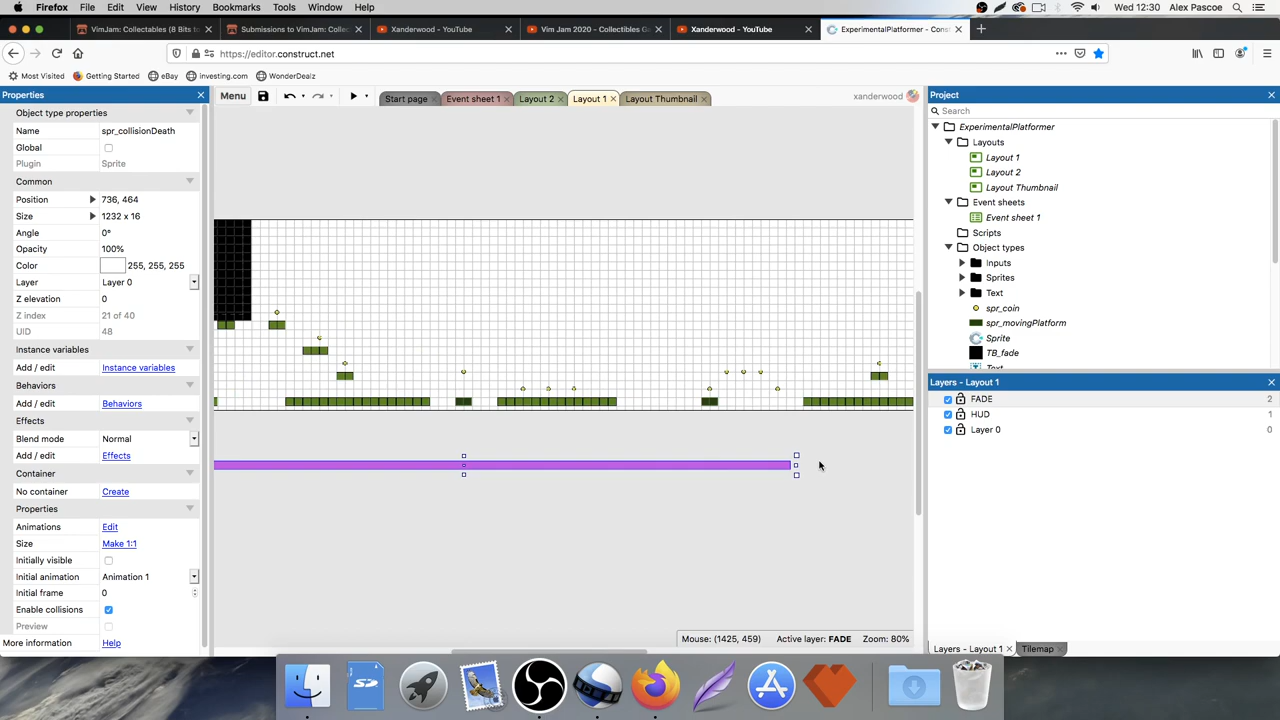 Firefox File Edit View History Bookmarks Tools Window Help Wed 12:30 Alex Pascoe
VimJam: Collectables (8 Bits to Submissions to VimJam: Collect Xanderwood - YouTube Vim Jam 2020 - Collectibles Ga Xanderwood - YouTube ExperimentalPlatformer - Cons
https://editor.construct.net
Most Visited Getting Started eBay investing.com WonderDealz
Properties
Menu
Start page Event sheet 1 Layout 2 Layout 1 Layout Thumbnail
xanderwood
Project
Object type properties
Name spr_collisionDeath
Global
Plugin Sprite
Common
Position 736, 464
Size 1232 x 16
Angle 0°
Opacity 100%
Color 255, 255, 255
Layer Layer 0
Z elevation 0
Z index 21 of 40
UID 48
Instance variables
Add / edit Instance variables
Behaviors
Add / edit Behaviors
Effects
Blend mode Normal
Add / edit Effects
Container
No container Create
Properties
Animations Edit
Size Make 1:1
Initially visible
Initial animation Animation 1
Initial frame 0
Enable collisions
Preview
More information Help
Mouse: (1425, 459) Active layer: FADE Zoom: 80%
Search
ExperimentalPlatformer
Layouts
Layout 1
Layout 2
Layout Thumbnail
Event sheets
Event sheet 1
Scripts
Object types
Inputs
Sprites
Text
spr_coin
spr_movingPlatform
Sprite
TB_fade
Text
Layers - Layout 1
FADE 2
HUD 1
Layer 0 0
Layers - Layout 1 Tilemap
SD